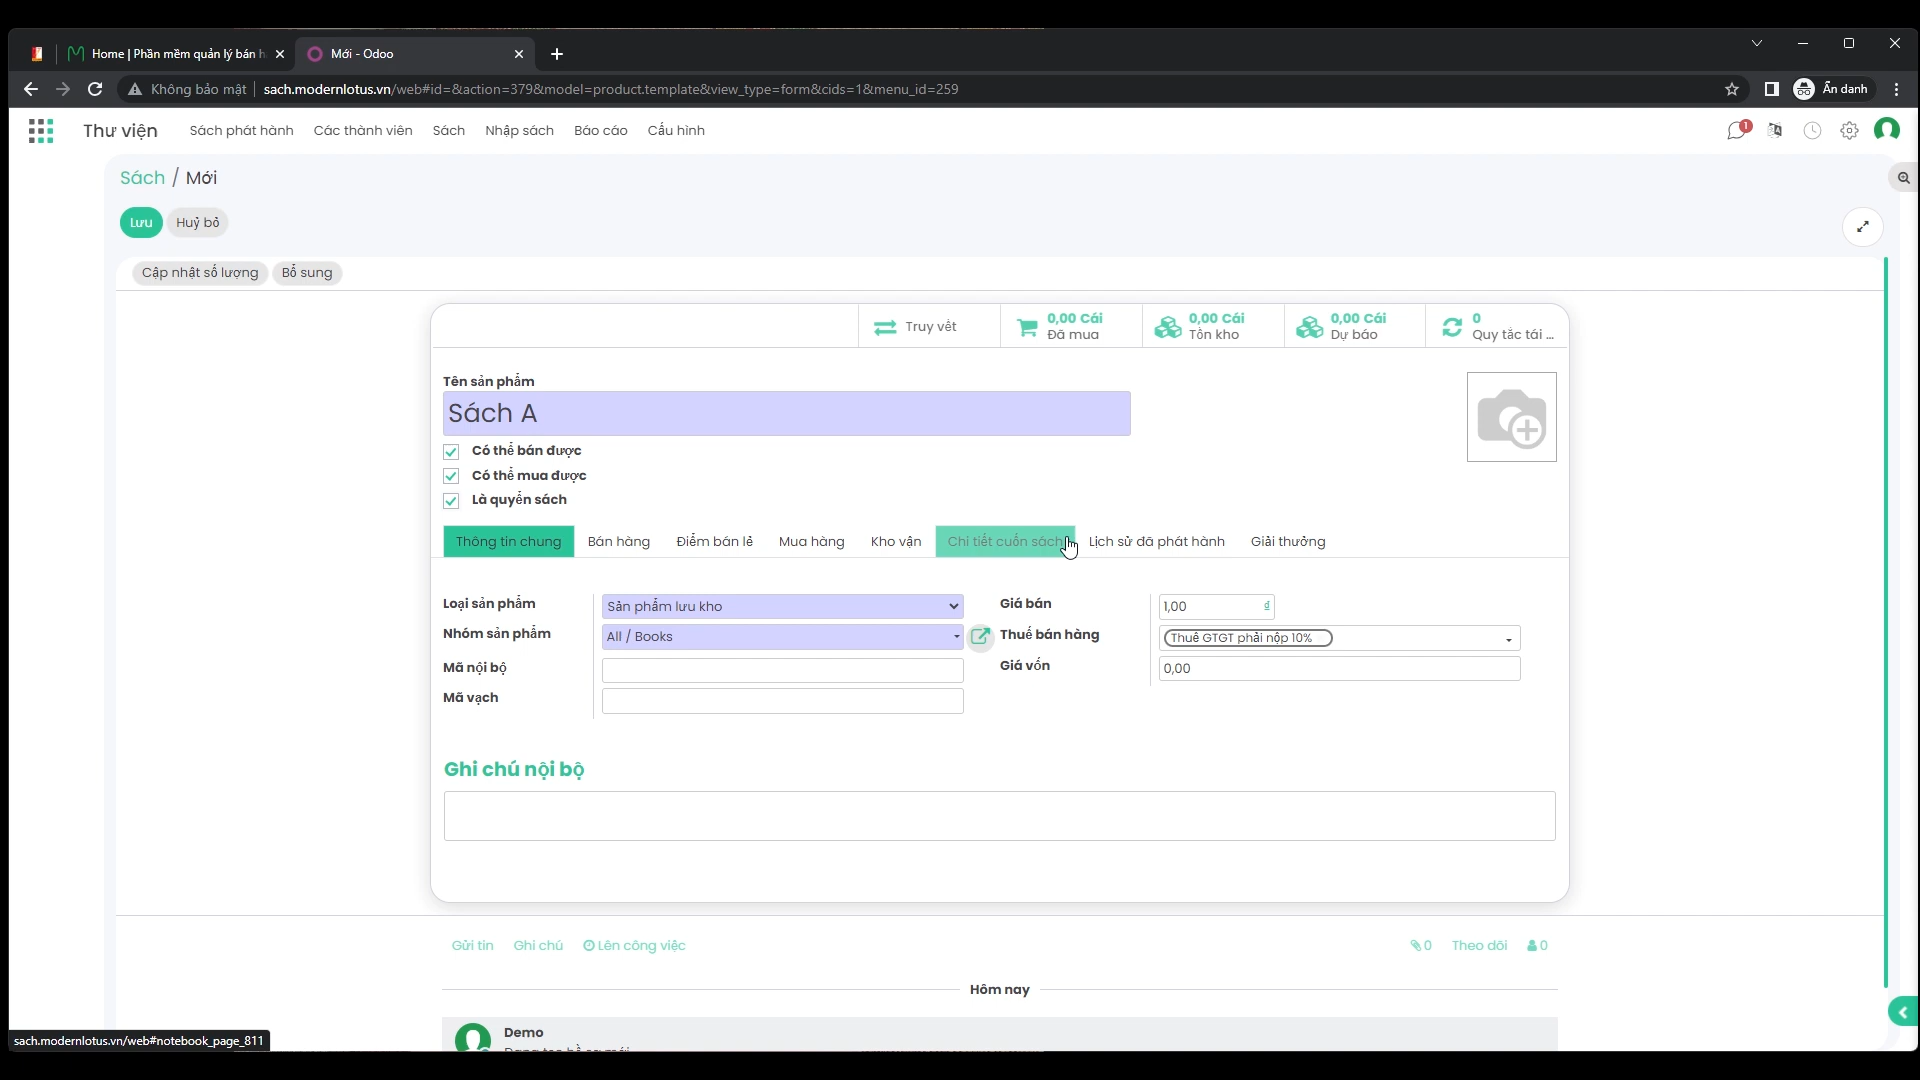 Home | Phần mềm quản lý bán h
Mới - Odoo
Không bảo mật
sach.modernlotus.vn/web#id=&action=379&model=product.template&view_type=form&cids=1&menu_id=259
Ẩn danh
Thư viện
Sách phát hành
Các thành viên
Sách
Nhập sách
Báo cáo
Cấu hình
1
Sách / Mới
Lưu
Huỷ bỏ
Cập nhật số lượng
Bổ sung
Truy vết
0,00 Cái
Đã mua
0,00 Cái
Tồn kho
0,00 Cái
Dự báo
0
Quy tắc tái ...
Tên sản phẩm
Sách A
Có thể bán được
Có thể mua được
Là quyển sách
Thông tin chung
Bán hàng
Điểm bán lẻ
Mua hàng
Kho vận
Chi tiết cuốn sách
Lịch sử đã phát hành
Giải thưởng
Loại sản phẩm
Sản phẩm lưu kho
Giá bán
1,00 ₫
Nhóm sản phẩm
All / Books
Thuế bán hàng
Thuế GTGT phải nộp 10%
Mã nội bộ
Giá vốn
0,00
Mã vạch
Ghi chú nội bộ
Gửi tin
Ghi chú
Lên công việc
0
Theo dõi
0
Hôm nay
Demo
sach.modernlotus.vn/web#notebook_page_811